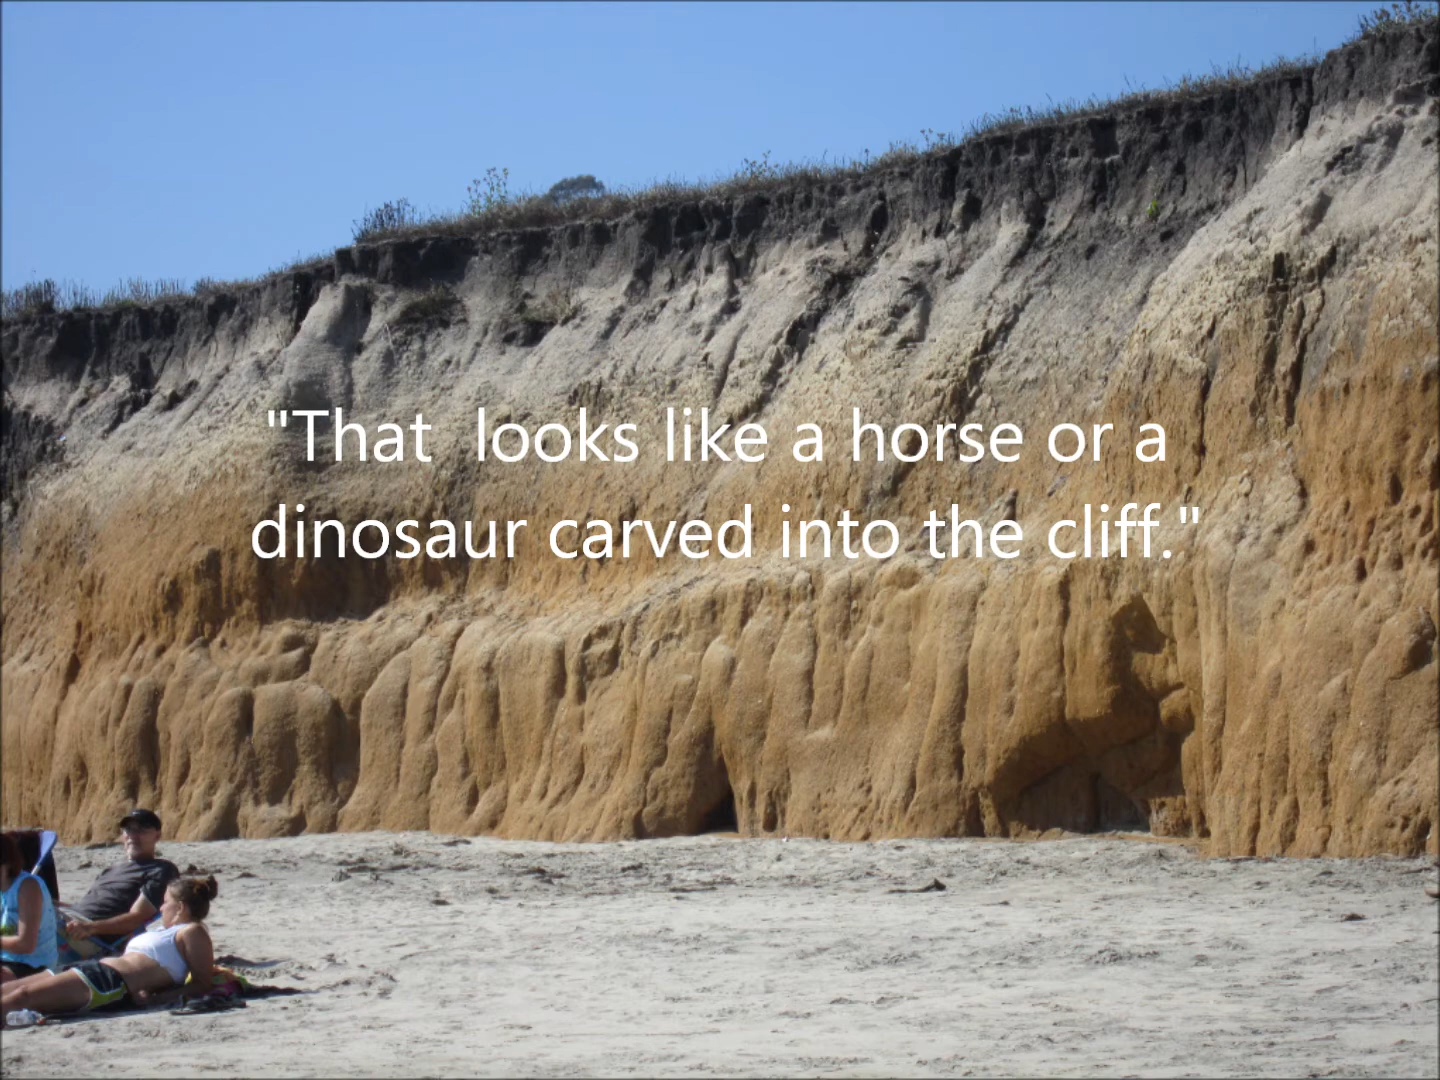 "That  looks like a horse or a
dinosaur carved into the cliff."